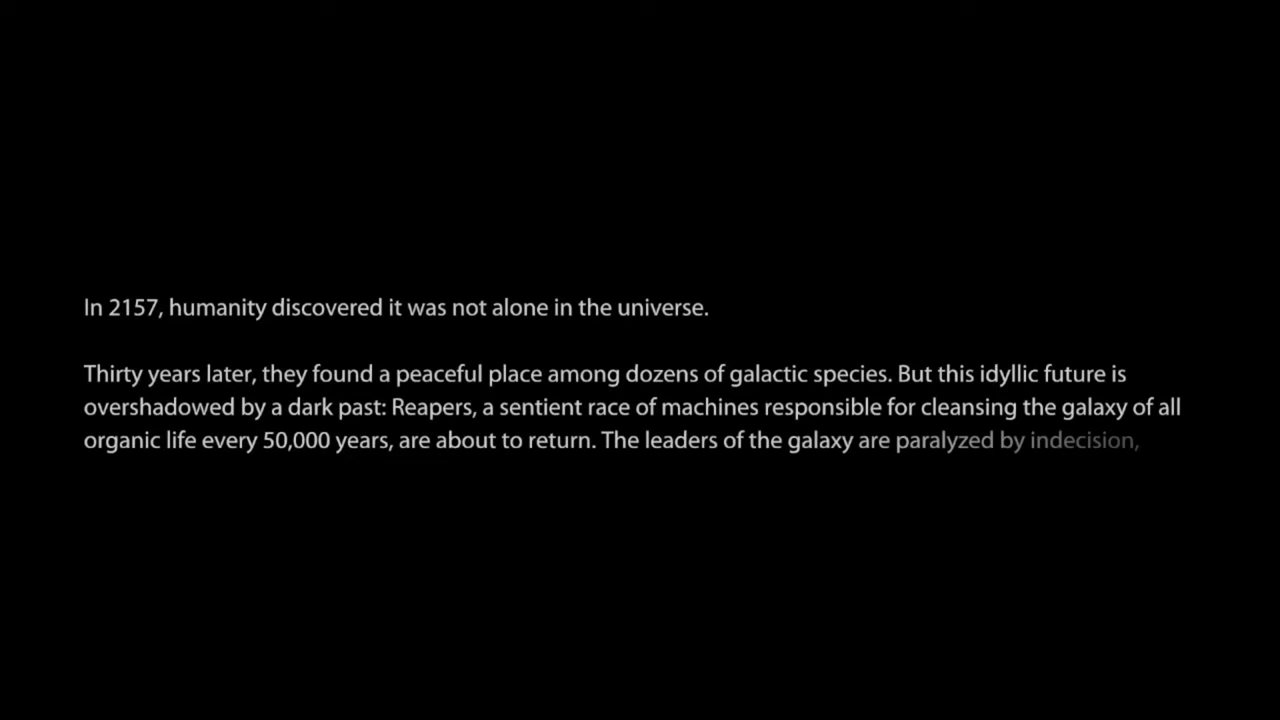 In 2157, humanity discovered it was not alone in the universe.
Thirty years later, they found a peaceful place among dozens of galactic species. But this idyllic future is
overshadowed by a dark past: Reapers, a sentient race of machines responsible for cleansing the galaxy of all
organic life every 50,000 years, are about to return. The leaders of the galaxy are paralyzed by indecision,